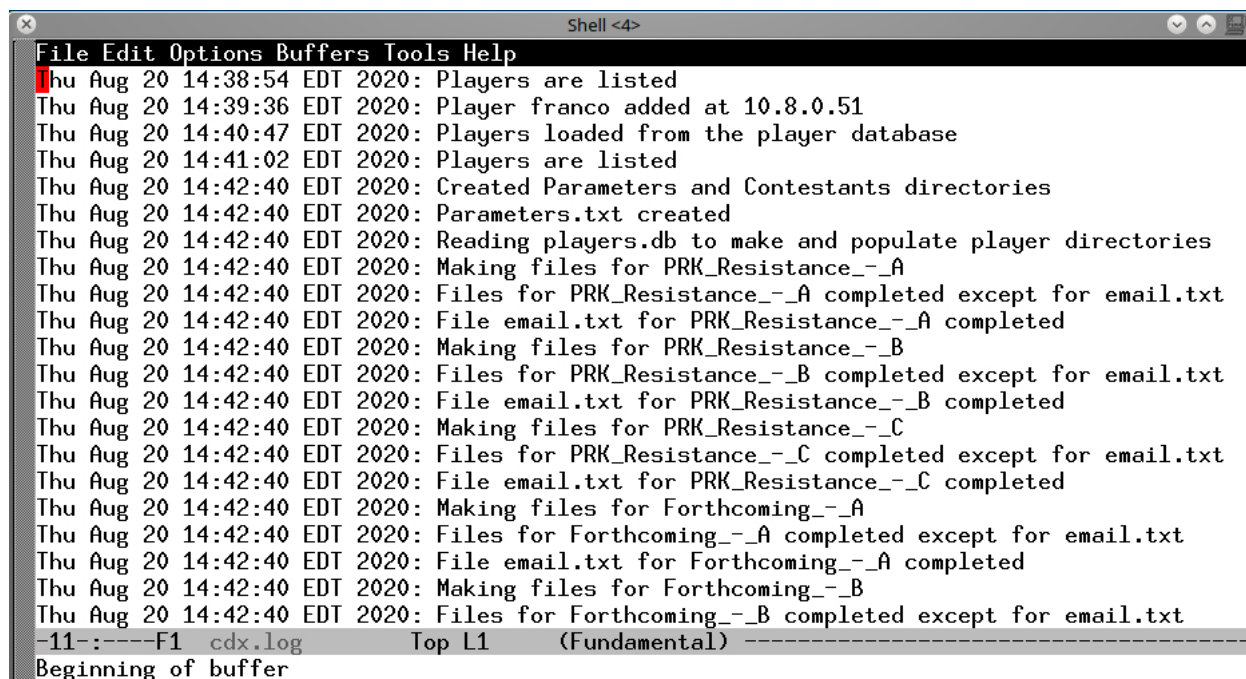 Shell <4>
File Edit Options Buffers Tools Help
Thu Aug 20 14:38:54 EDT 2020: Players are listed
Thu Aug 20 14:39:36 EDT 2020: Player franco added at 10.8.0.51
Thu Aug 20 14:40:47 EDT 2020: Players loaded from the player database
Thu Aug 20 14:41:02 EDT 2020: Players are listed
Thu Aug 20 14:42:40 EDT 2020: Created Parameters and Contestants directories
Thu Aug 20 14:42:40 EDT 2020: Parameters.txt created
Thu Aug 20 14:42:40 EDT 2020: Reading players.db to make and populate player directories
Thu Aug 20 14:42:40 EDT 2020: Making files for PRK_Resistance_-_A
Thu Aug 20 14:42:40 EDT 2020: Files for PRK_Resistance_-_A completed except for email.txt
Thu Aug 20 14:42:40 EDT 2020: File email.txt for PRK_Resistance_-_A completed
Thu Aug 20 14:42:40 EDT 2020: Making files for PRK_Resistance_-_B
Thu Aug 20 14:42:40 EDT 2020: Files for PRK_Resistance_-_B completed except for email.txt
Thu Aug 20 14:42:40 EDT 2020: File email.txt for PRK_Resistance_-_B completed
Thu Aug 20 14:42:40 EDT 2020: Making files for PRK_Resistance_-_C
Thu Aug 20 14:42:40 EDT 2020: Files for PRK_Resistance_-_C completed except for email.txt
Thu Aug 20 14:42:40 EDT 2020: File email.txt for PRK_Resistance_-_C completed
Thu Aug 20 14:42:40 EDT 2020: Making files for Forthcoming_-_A
Thu Aug 20 14:42:40 EDT 2020: Files for Forthcoming_-_A completed except for email.txt
Thu Aug 20 14:42:40 EDT 2020: File email.txt for Forthcoming_-_A completed
Thu Aug 20 14:42:40 EDT 2020: Making files for Forthcoming_-_B
Thu Aug 20 14:42:40 EDT 2020: Files for Forthcoming_-_B completed except for email.txt
-11-:----F1  cdx.log        Top L1     (Fundamental) --------------------------------------
Beginning of buffer